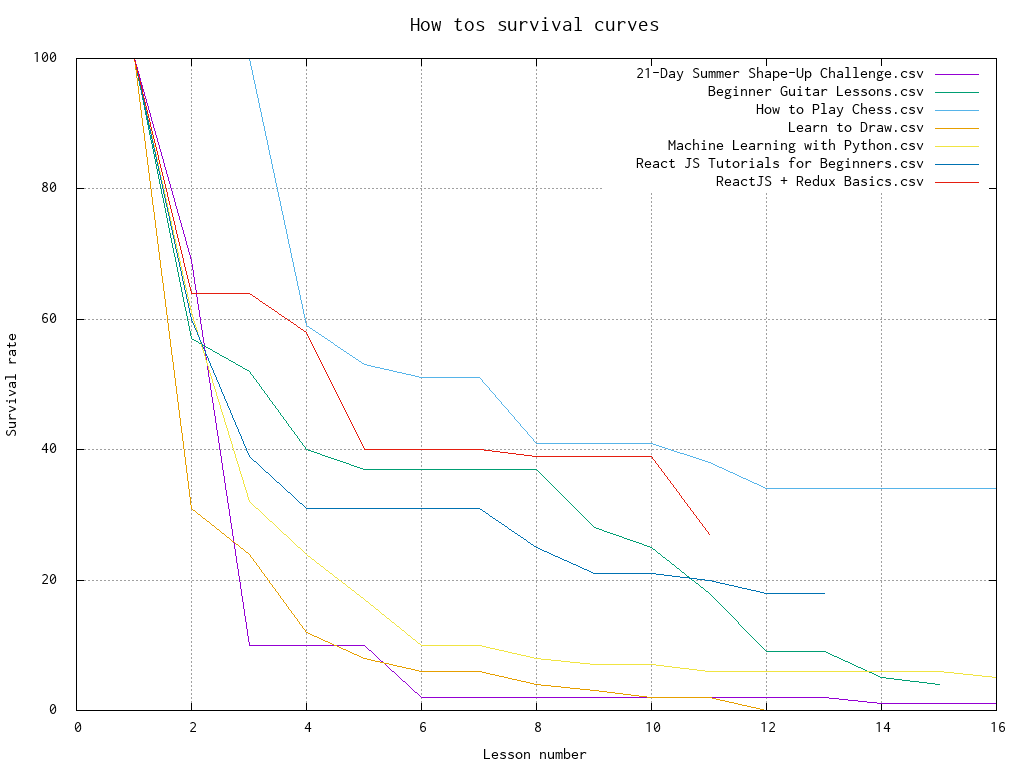 How tos survival curves
100
80
60
40
20
0
Survival rate
21-Day Summer Shape-Up Challenge.csv
Beginner Guitar Lessons.csv
How to Play Chess.csv
Learn to Draw.csv
Machine Learning with Python.csv
React JS Tutorials for Beginners.csv
ReactJS + Redux Basics.csv
0 2 4 6 8 10 12 14 16
Lesson number